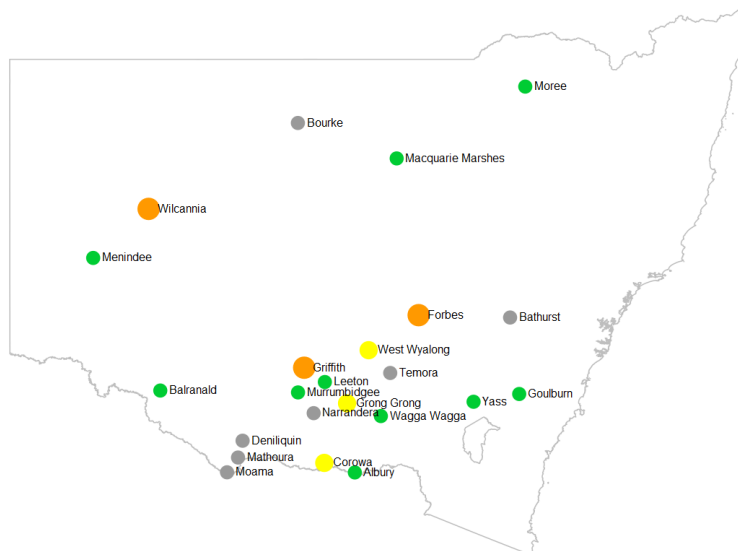 Moree
Bourke
Macquarie Marshes
Wilcannia
Menindee
Forbes
Bathurst
West Wyalong
Griffith
Temora
Leeton
Balranald
Murrumbidgee
Goulburn
Grong Grong
Yass
Narrandera
Wagga Wagga
Deniliquin
Mathoura
Corowa
Moama
Albury